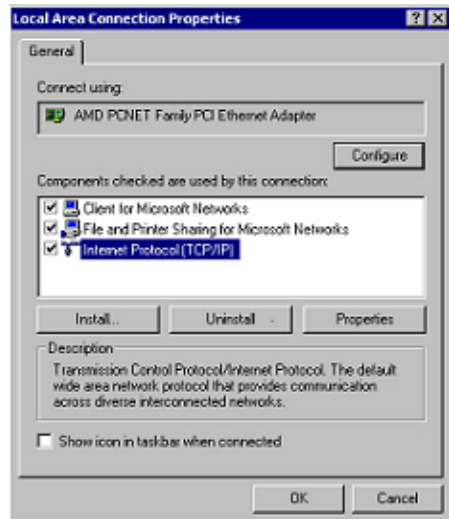 Local Area Connection Properties
General
Connect using:
AMD PCNET Family PCI Ethernet Adapter
Configure
Components checked are used by this connection:
Client for Microsoft Networks
File and Printer Sharing for Microsoft Networks
Internet Protocol (TCP/IP)
Install...
Uninstall
Properties
Description
Transmission Control Protocol/Internet Protocol. The default
wide area network protocol that provides communication
across diverse interconnected networks.
Show icon in taskbar when connected
OK
Cancel